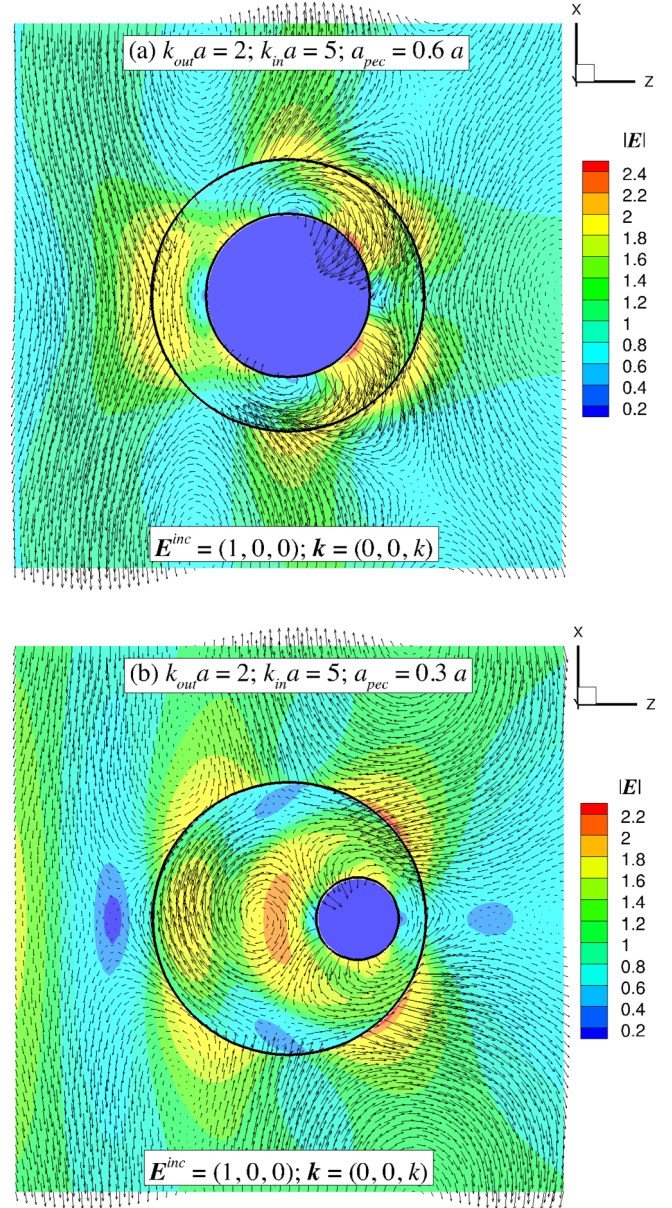 X
(a) k_out a = 2; k_in a = 5; a_pec = 0.6 a
Z
|E|
2.4
2.2
2
1.8
1.6
1.4
1.2
1
0.8
0.6
0.4
0.2
E^inc = (1, 0, 0); k = (0, 0, k)
X
(b) k_out a = 2; k_in a = 5; a_pec = 0.3 a
Z
|E|
2.2
2
1.8
1.6
1.4
1.2
1
0.8
0.6
0.4
0.2
E^inc = (1, 0, 0); k = (0, 0, k)